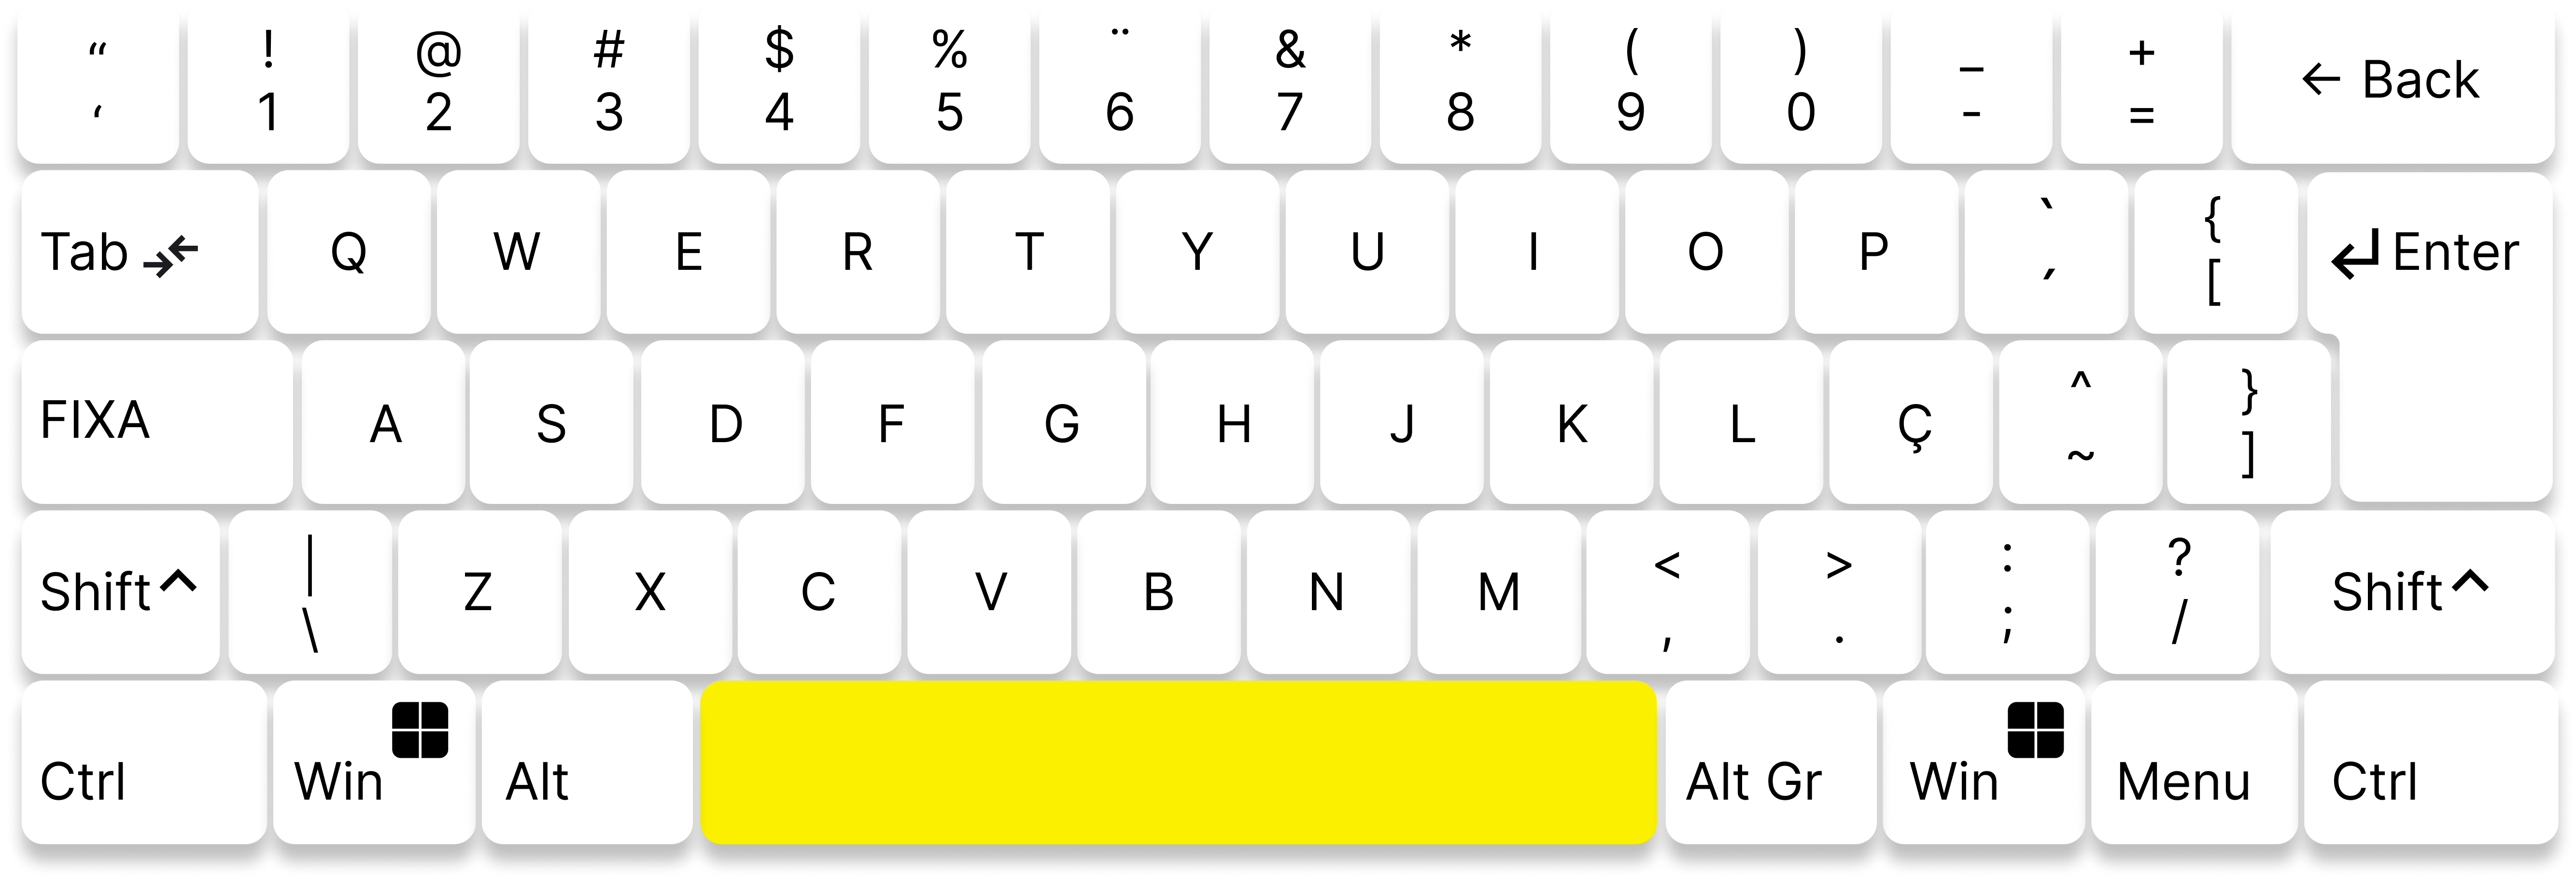 “ ! @ # $ % ¨ & * ( ) _ +
‘ 1 2 3 4 5 6 7 8 9 0 - = ← Back
Tab Q W E R T Y U I O P ` { Enter
´ [
FIXA A S D F G H J K L Ç ^ }
~ ]
Shift | Z X C V B N M < > : ? Shift
\ , . ; /
Ctrl Win Alt Alt Gr Win Menu Ctrl